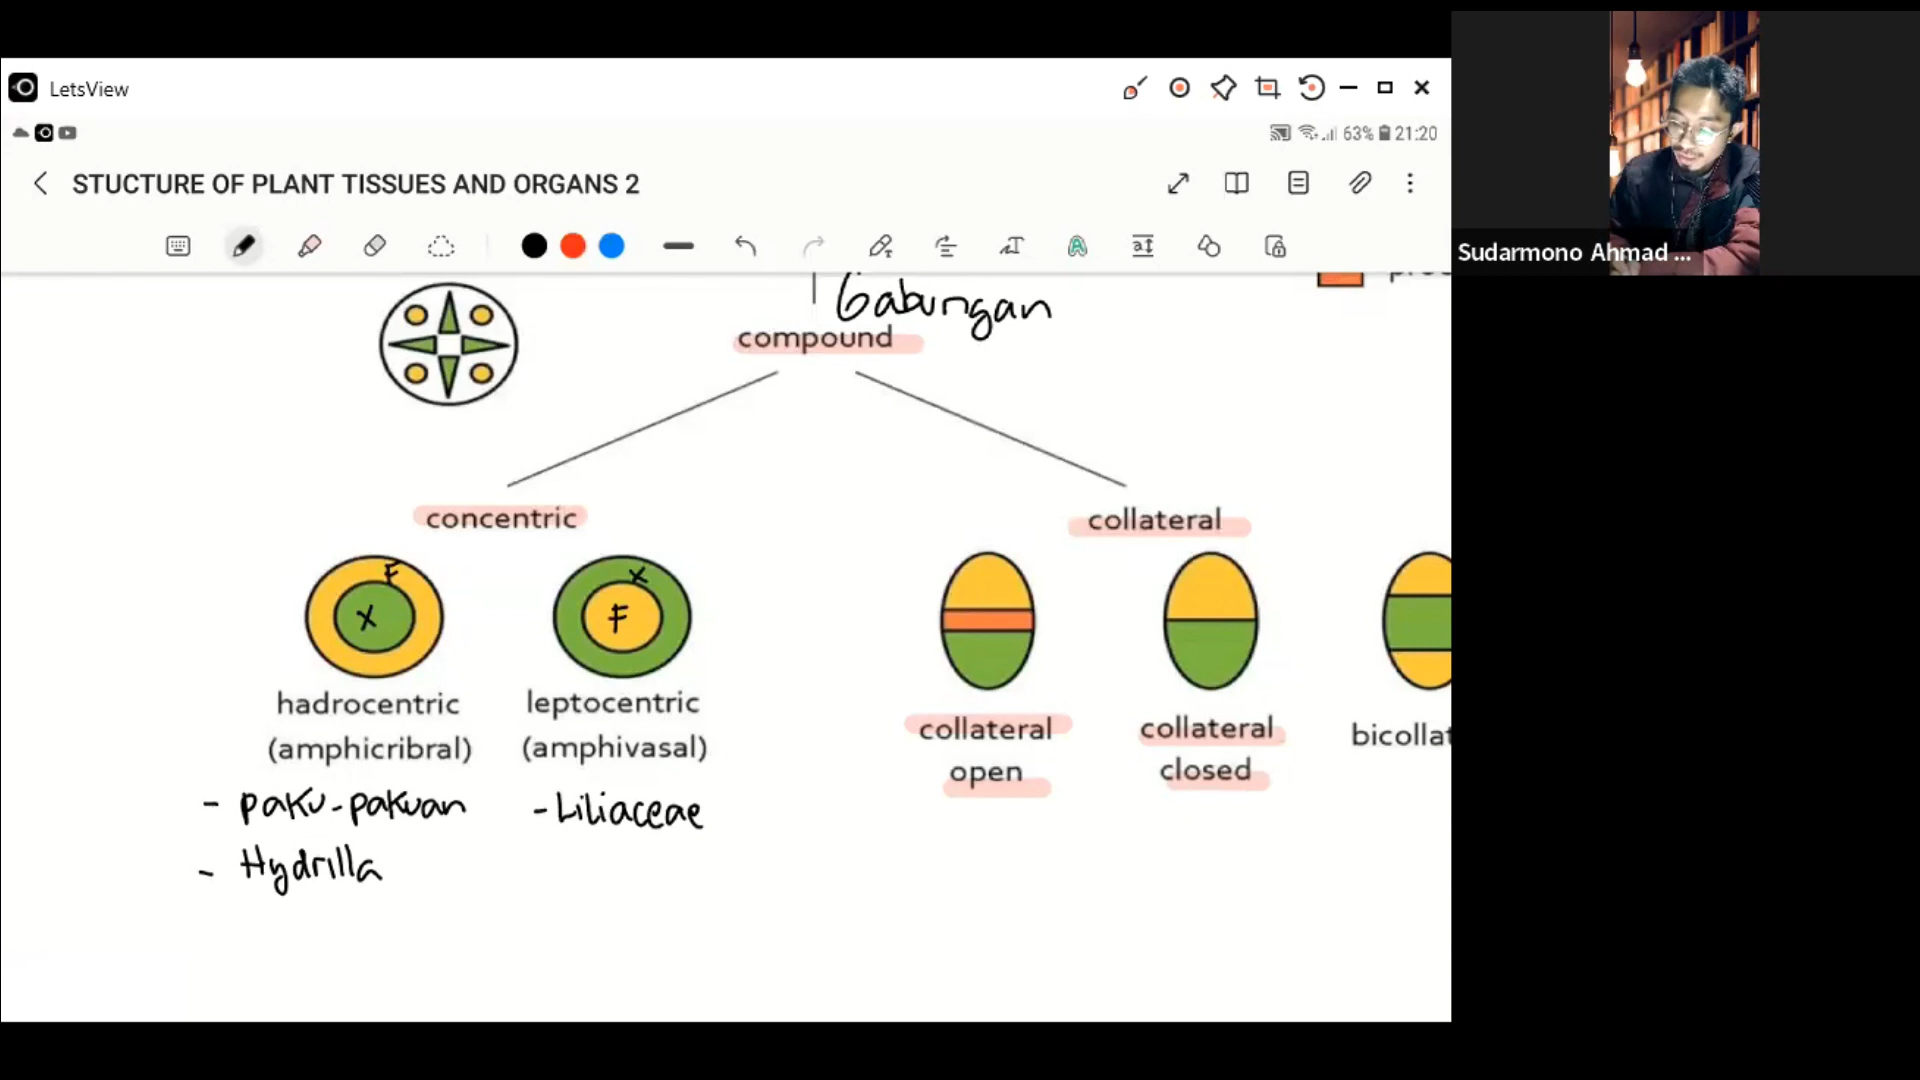 LetsView
63% 21:20
STUCTURE OF PLANT TISSUES AND ORGANS 2
Sudarmono Ahmad ...
Gabungan
compound
concentric
collateral
F
X
X
F
hadrocentric
(amphicribral)
leptocentric
(amphivasal)
collateral
open
collateral
closed
bicollat
- paku-pakuan
- Hydrilla
- Liliaceae